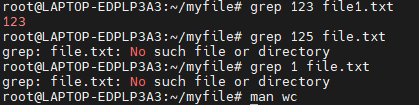 root@LAPTOP-EDPLP3A3:~/myfile# grep 123 file1.txt
123
root@LAPTOP-EDPLP3A3:~/myfile# grep 125 file.txt
grep: file.txt: No such file or directory
root@LAPTOP-EDPLP3A3:~/myfile# grep 1 file.txt
grep: file.txt: No such file or directory
root@LAPTOP-EDPLP3A3:~/myfile# man wc